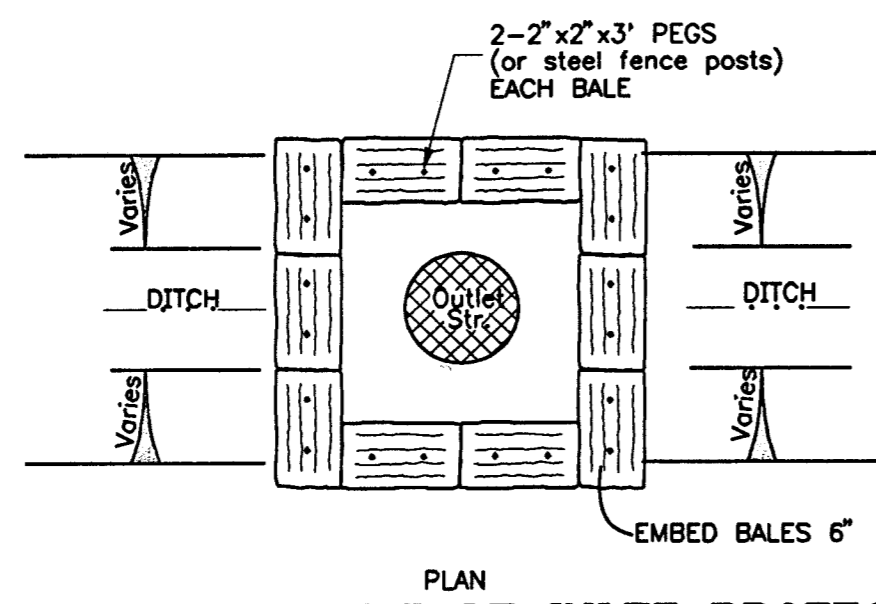 2-2"x2"x3' PEGS
(or steel fence posts)
EACH BALE
Varies
Varies
DITCH
Outlet
Str.
DITCH
Varies
Varies
EMBED BALES 6"
PLAN